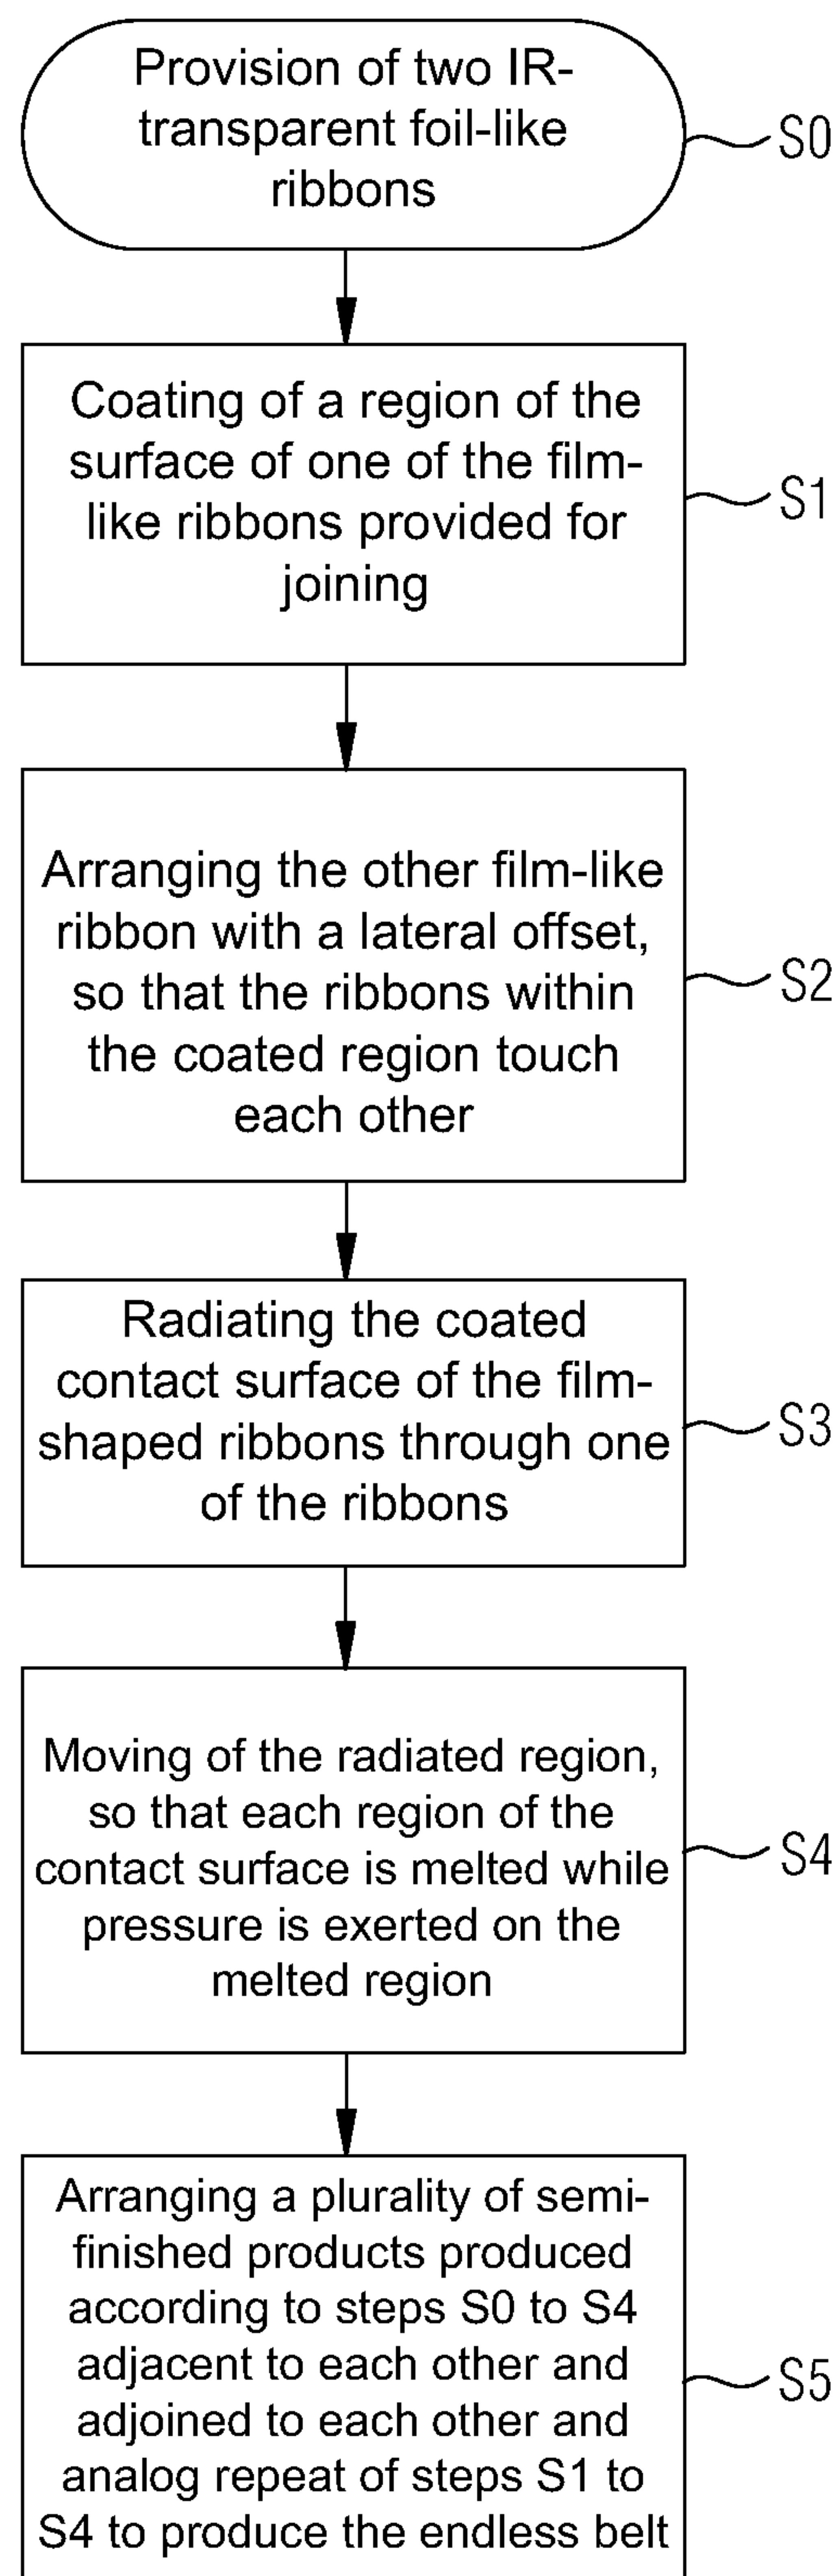 Provision of two IR-
transparent foil-like
ribbons
S0
Coating of a region of the
surface of one of the film-
like ribbons provided for
joining
S1
Arranging the other film-like
ribbon with a lateral offset,
so that the ribbons within
the coated region touch
each other
S2
Radiating the coated
contact surface of the film-
shaped ribbons through one
of the ribbons
S3
Moving of the radiated region,
so that each region of the
contact surface is melted while
pressure is exerted on the
melted region
S4
Arranging a plurality of semi-
finished products produced
according to steps S0 to S4
adjacent to each other and
adjoined to each other and
analog repeat of steps S1 to
S4 to produce the endless belt
S5